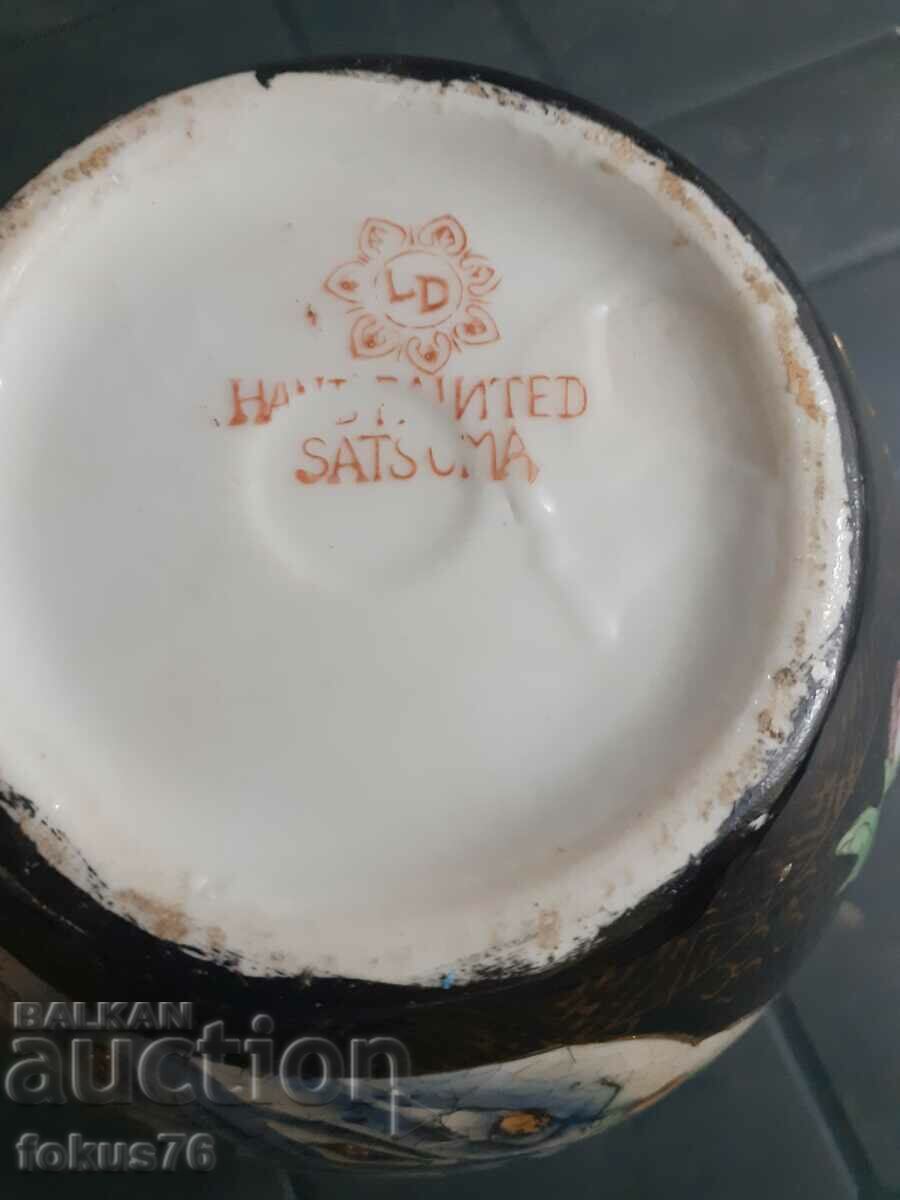 LD
HAND PAINTED
SATSUMA
BALKAN
auction
fokus76